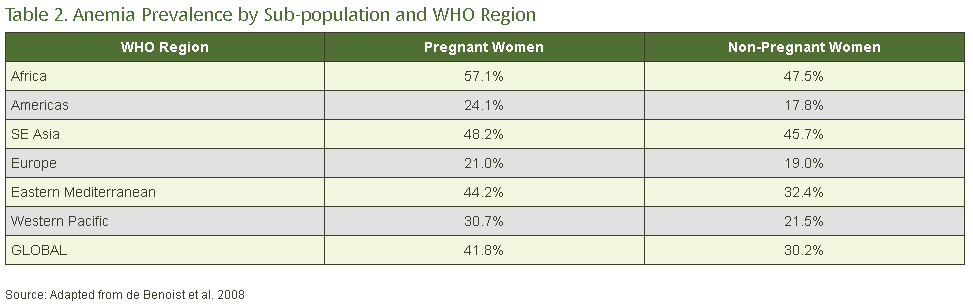 Table 2. Anemia Prevalence by Sub-population and WHO Region
WHO Region Pregnant Women Non-Pregnant Women
Africa 57.1% 47.5%
Americas 24.1% 17.8%
SE Asia 48.2% 45.7%
Europe 21.0% 19.0%
Eastern Mediterranean 44.2% 32.4%
Western Pacific 30.7% 21.5%
GLOBAL 41.8% 30.2%
Source: Adapted from de Benoist et al. 2008